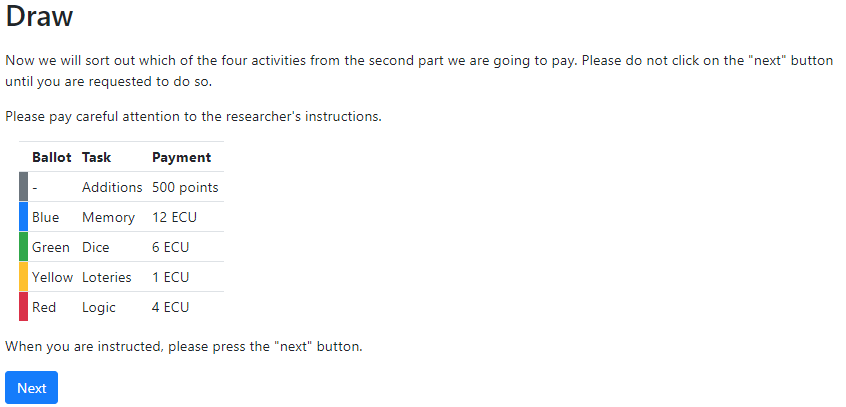 Draw
Now we will sort out which of the four activities from the second part we are going to pay. Please do not click on the "next" button
until you are requested to do so.
Please pay careful attention to the researcher's instructions.
Ballot Task Payment
- Additions 500 points
Blue Memory 12 ECU
Green Dice 6 ECU
Yellow Loteries 1 ECU
Red Logic 4 ECU
When you are instructed, please press the "next" button.
Next